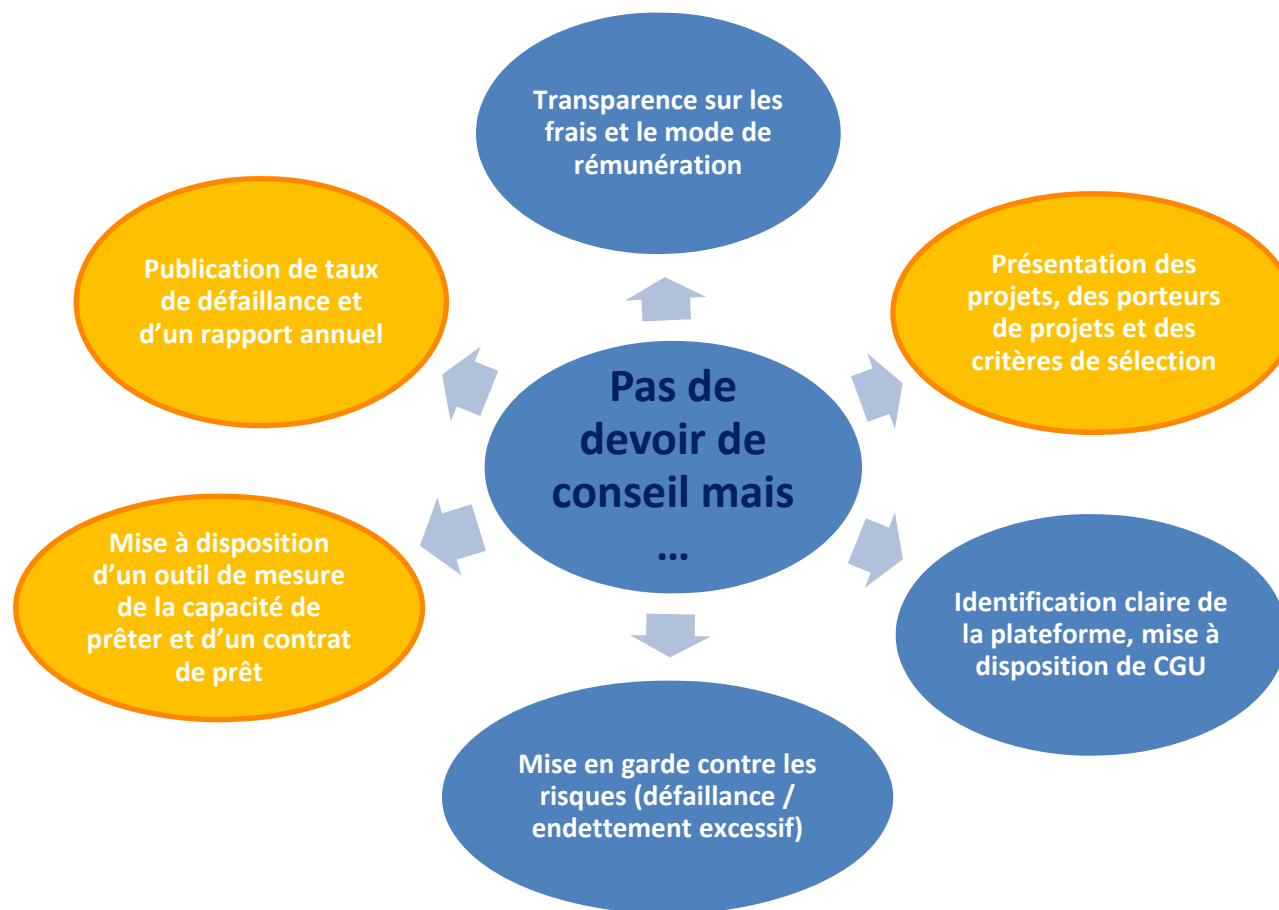 Transparence sur les
frais et le mode de
rémunération
Publication de taux
de défaillance et
d’un rapport annuel
Présentation des
projets, des porteurs
de projets et des
critères de sélection
Pas de
devoir de
conseil mais
...
Mise à disposition
d’un outil de mesure
de la capacité de
prêter et d’un contrat
de prêt
Identification claire de
la plateforme, mise à
disposition de CGU
Mise en garde contre les
risques (défaillance /
endettement excessif)